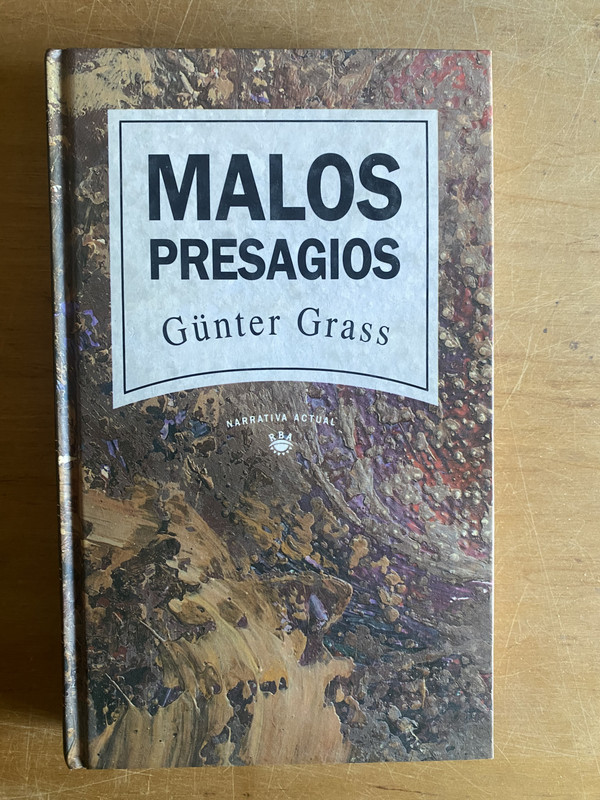 MALOS
PRESAGIOS
Günter Grass
NARRATIVA ACTUAL
RBA